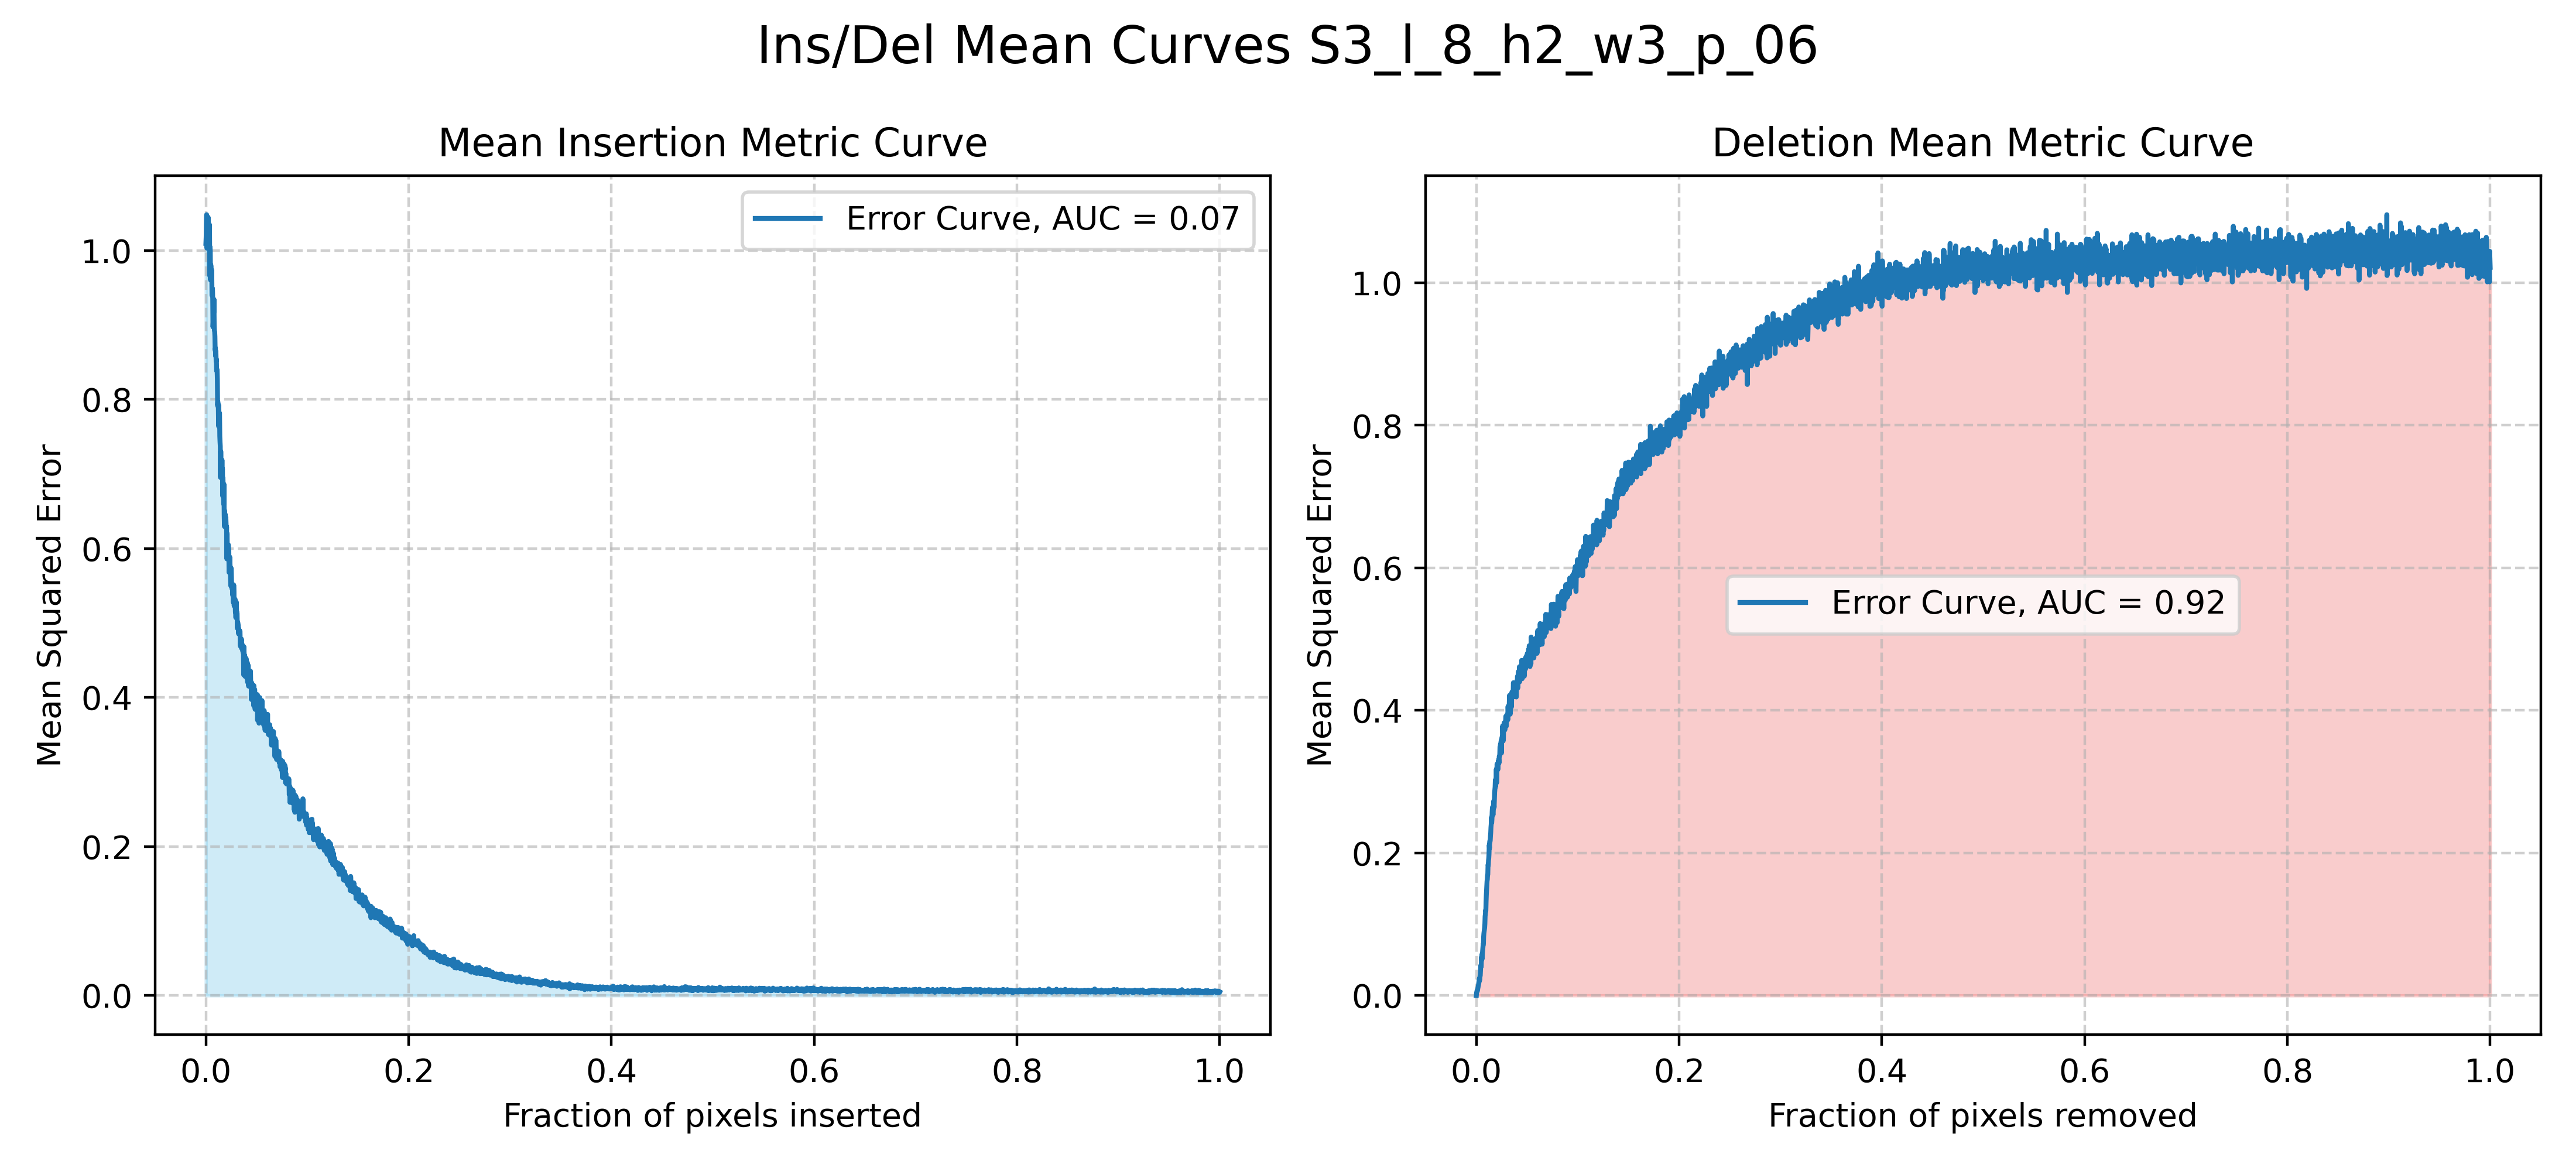 Ins/Del Mean Curves S3_l_8_h2_w3_p_06
Mean Insertion Metric Curve
Error Curve, AUC = 0.07
1.0
0.8
0.6
0.4
0.2
0.0
Mean Squared Error
0.0 0.2 0.4 0.6 0.8 1.0
Fraction of pixels inserted
Deletion Mean Metric Curve
Error Curve, AUC = 0.92
1.0
0.8
0.6
0.4
0.2
0.0
Mean Squared Error
0.0 0.2 0.4 0.6 0.8 1.0
Fraction of pixels removed